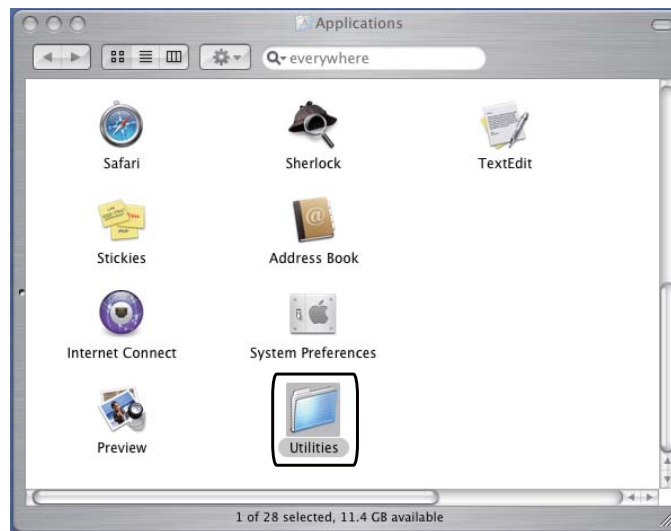 Applications
everywhere
Safari
Sherlock
TextEdit
Stickies
Address Book
Internet Connect
System Preferences
Preview
Utilities
1 of 28 selected, 11.4 GB available